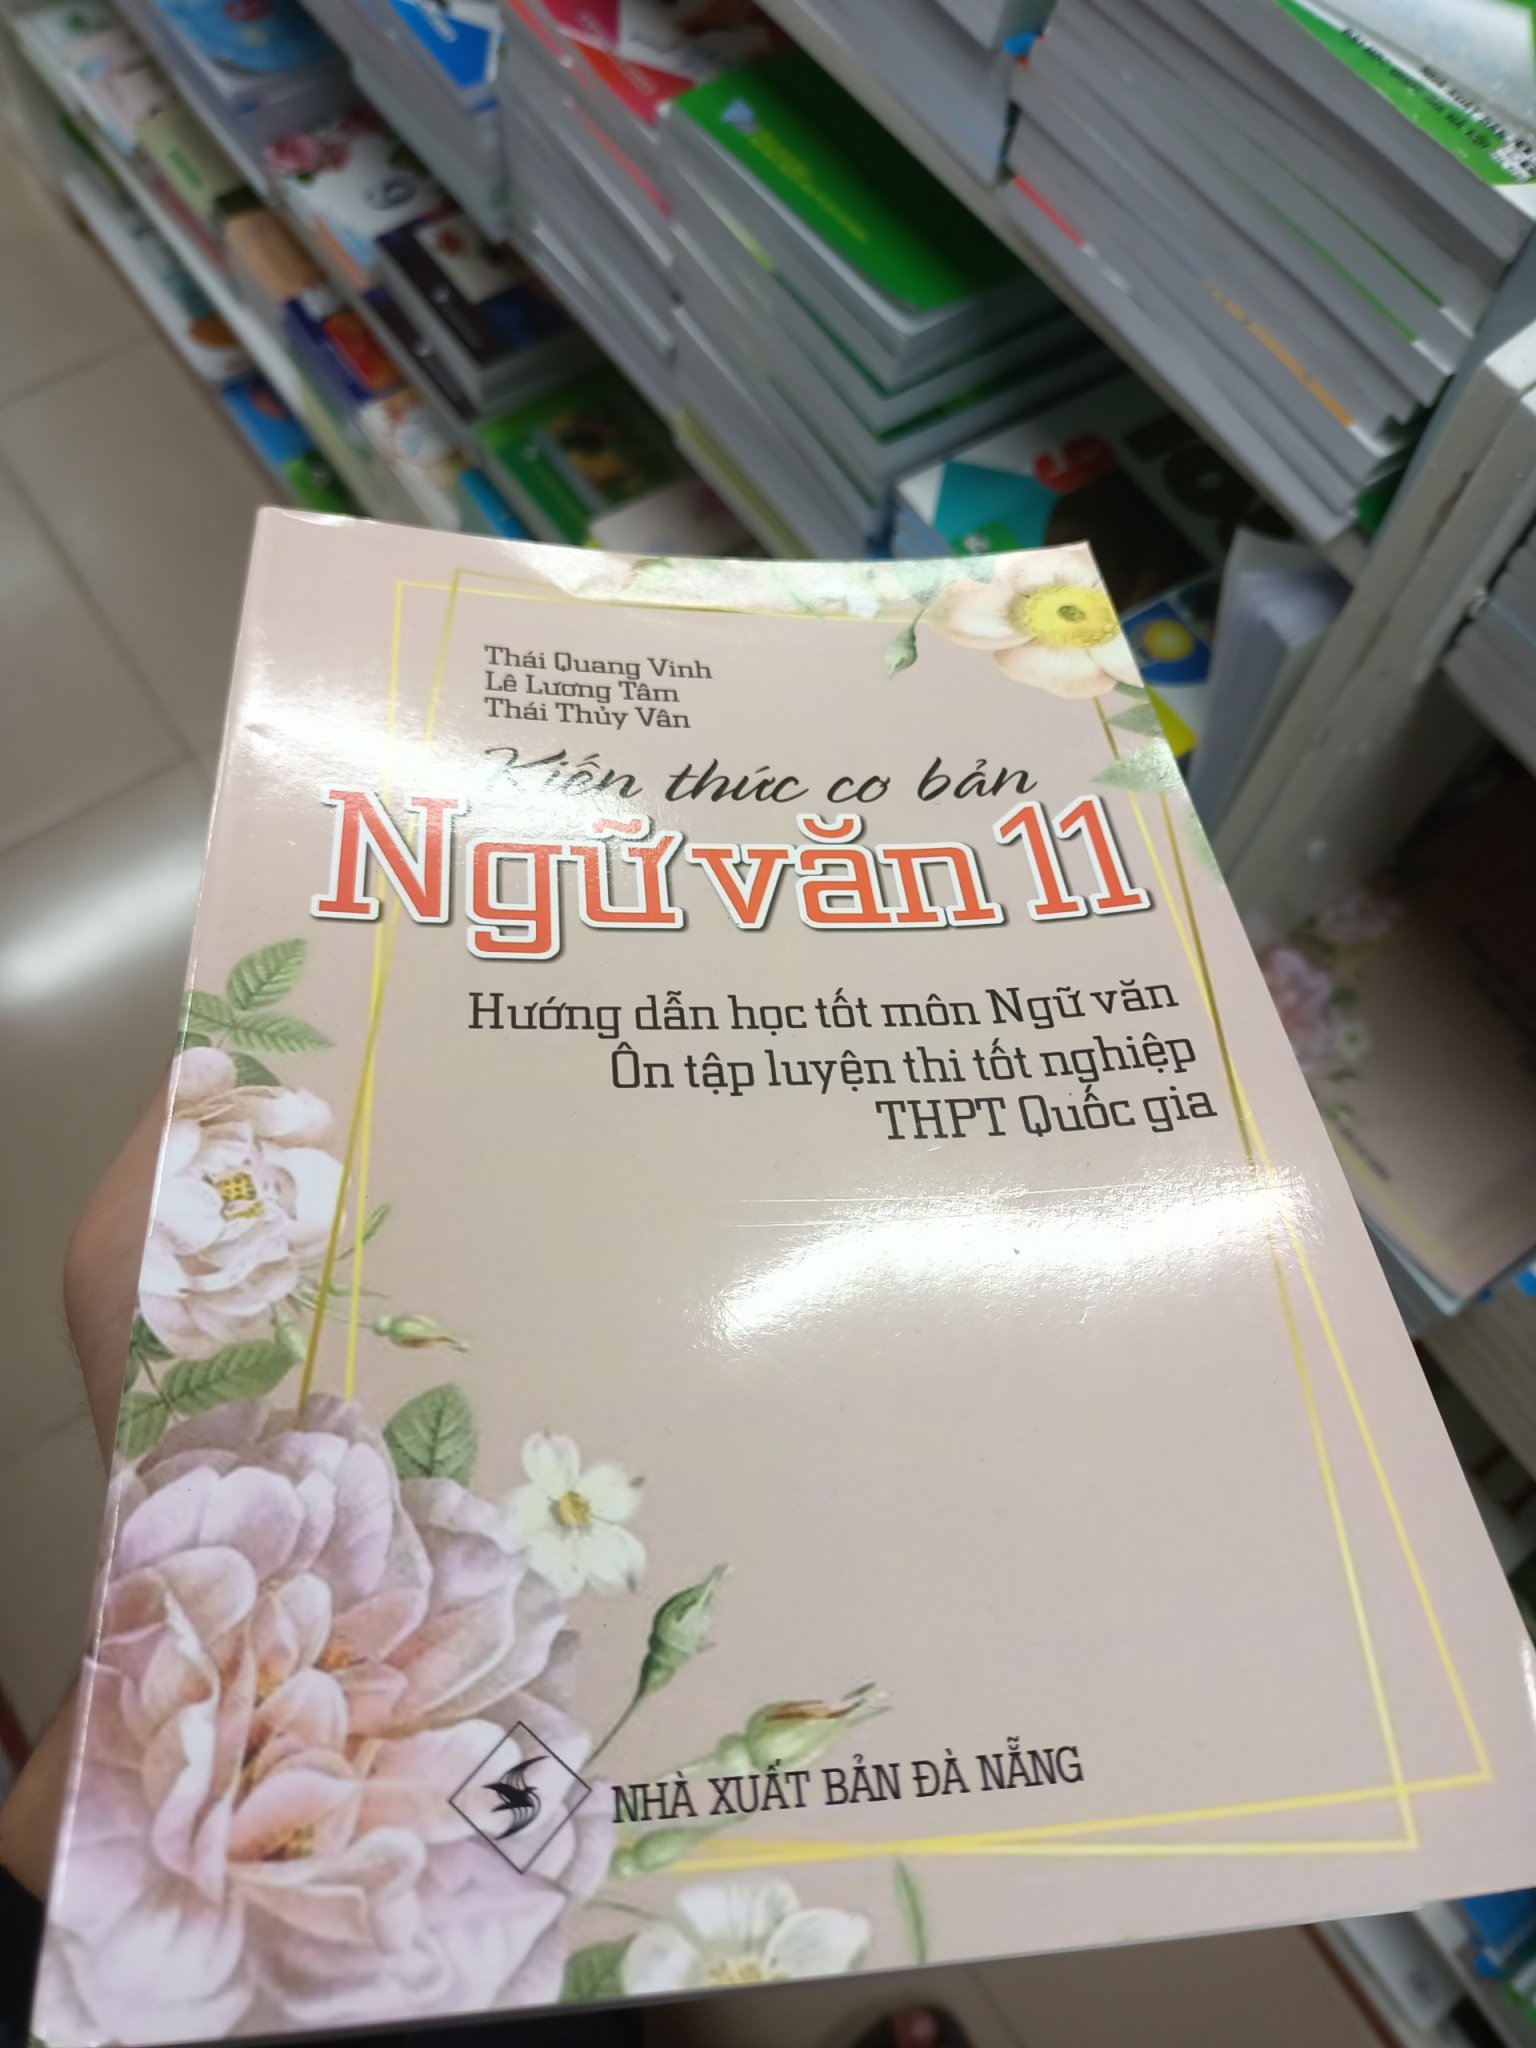 Thái Quang Vinh
Lê Lương Tâm
Thái Thủy Vân
Kiến thức cơ bản
Ngữ văn 11
Hướng dẫn học tốt môn Ngữ văn
Ôn tập luyện thi tốt nghiệp
THPT Quốc gia
NHÀ XUẤT BẢN ĐÀ NẴNG